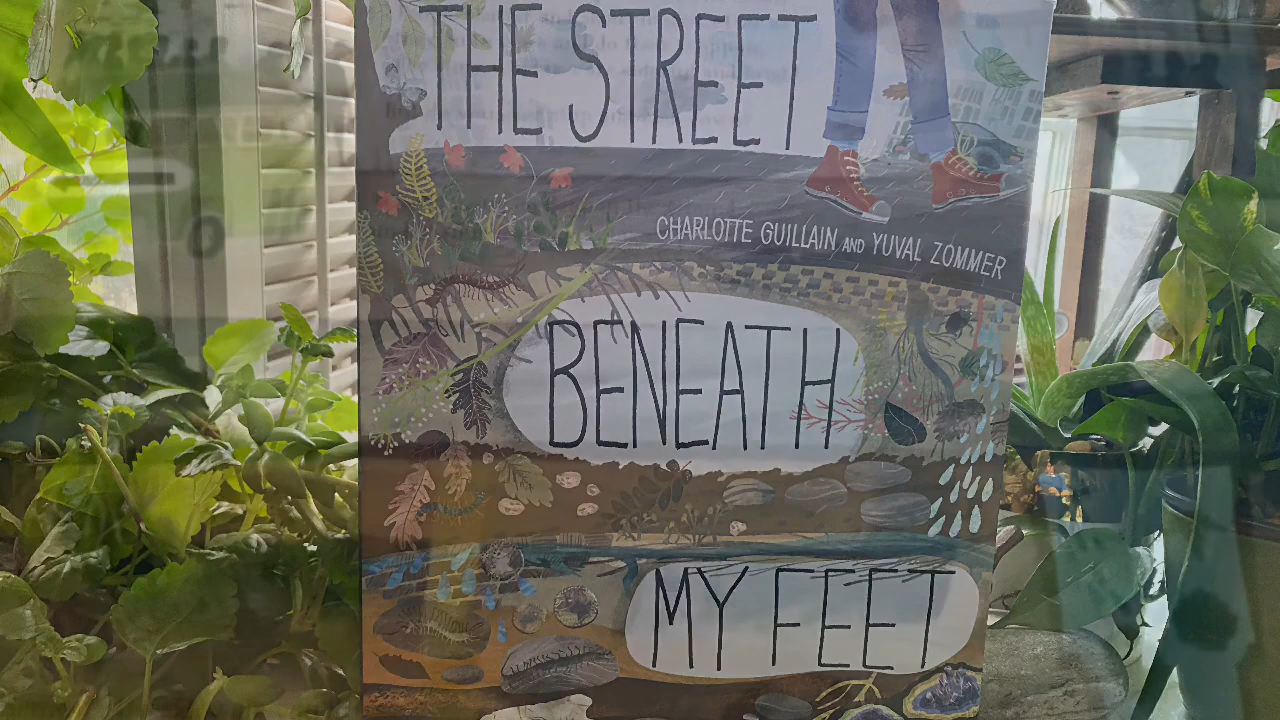 THE STREET
CHARLOTTE GUILLAIN AND YUVAL ZOMMER
BENEATH
MY FEET